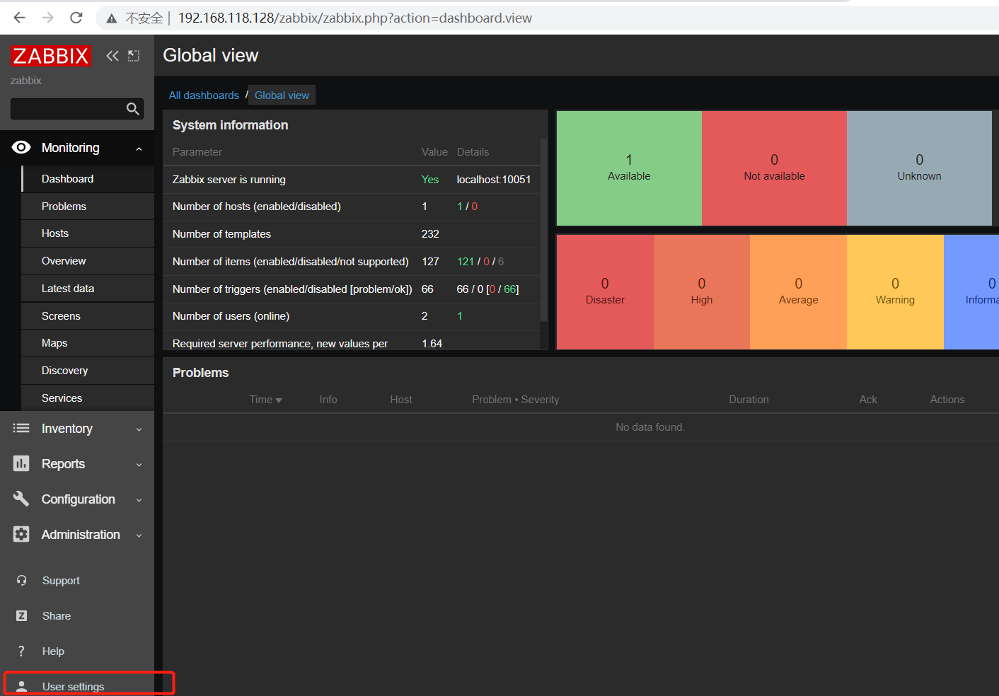 不安全 | 192.168.118.128/zabbix/zabbix.php?action=dashboard.view
ZABBIX
zabbix
Monitoring
Dashboard
Problems
Hosts
Overview
Latest data
Screens
Maps
Discovery
Services
Inventory
Reports
Configuration
Administration
Support
Z Share
? Help
User settings
Global view
All dashboards / Global view
System information
Parameter Value Details
Zabbix server is running Yes localhost:10051
Number of hosts (enabled/disabled) 1 1 / 0
Number of templates 232
Number of items (enabled/disabled/not supported) 127 121 / 0 / 6
Number of triggers (enabled/disabled [problem/ok]) 66 66 / 0 [0 / 66]
Number of users (online) 2 1
Required server performance, new values per 1.64
1 0 0
Available Not available Unknown
0 0 0 0 0
Disaster High Average Warning Informa
Problems
Time Info Host Problem • Severity Duration Ack Actions
No data found.